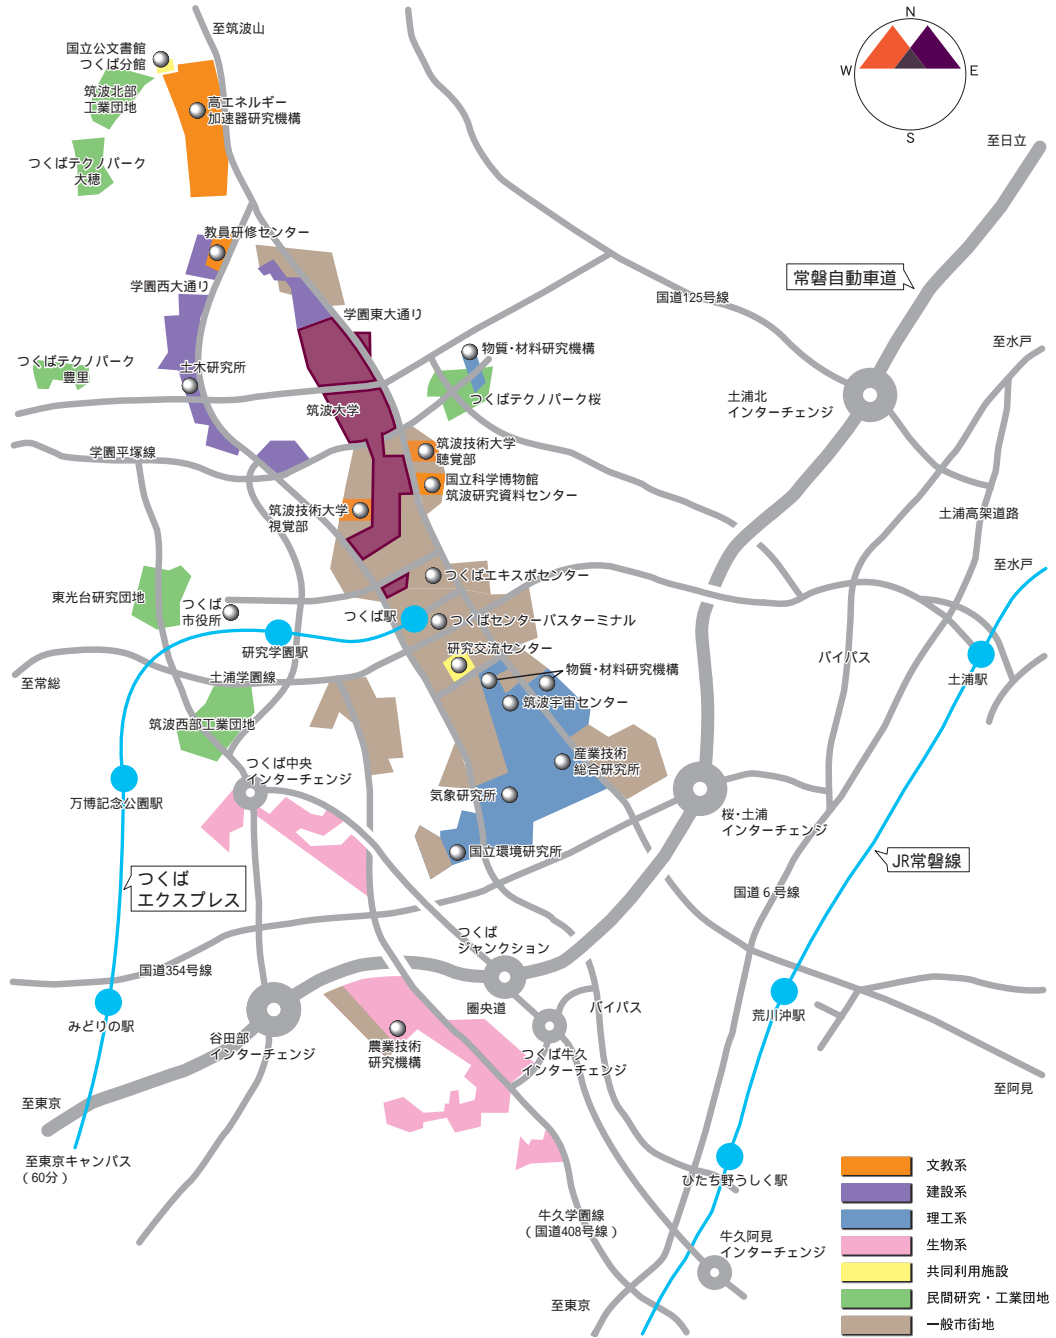 至筑波山
国立公文書館
つくば分館
筑波北部
工業団地
高エネルギー
加速器研究機構
つくばテクノパーク
大穂
N
W
E
S
至日立
教員研修センター
学園西大通り
学園東大通り
常磐自動車道
国道125号線
つくばテクノパーク
豊里
土木研究所
物質・材料研究機構
つくばテクノパーク桜
筑波大学
至水戸
土浦北
インターチェンジ
学園平塚線
筑波技術大学
聴覚部
国立科学博物館
筑波研究資料センター
筑波技術大学
視覚部
土浦高架道路
至水戸
つくばエキスポセンター
東光台研究団地
つくば
市役所
つくば駅
つくばセンターバスターミナル
研究学園駅
研究交流センター
物質・材料研究機構
筑波宇宙センター
バイパス
土浦駅
至常総
土浦学園線
筑波西部工業団地
つくば中央
インターチェンジ
産業技術
総合研究所
気象研究所
万博記念公園駅
桜・土浦
インターチェンジ
国立環境研究所
JR常磐線
つくば
エクスプレス
国道６号線
つくば
ジャンクション
国道354号線
みどりの駅
谷田部
インターチェンジ
圏央道
バイパス
荒川沖駅
農業技術
研究機構
つくば牛久
インターチェンジ
至東京
至阿見
至東京キャンパス
（60分）
ひたち野うしく駅
牛久学園線
（国道408号線）
牛久阿見
インターチェンジ
至東京
文教系
建設系
理工系
生物系
共同利用施設
民間研究・工業団地
一般市街地